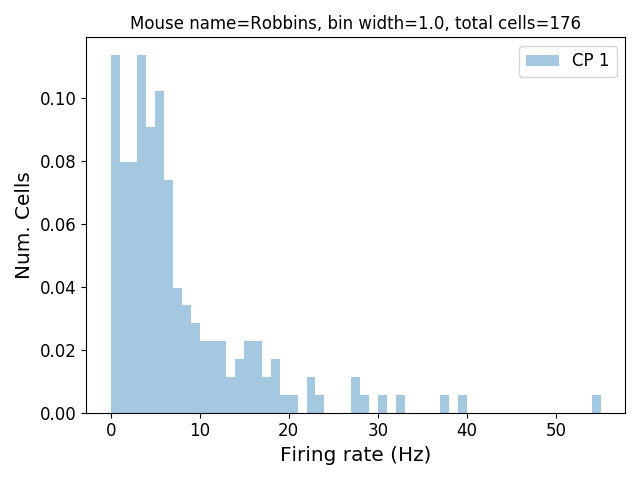 Mouse name=Robbins, bin width=1.0, total cells=176
CP 1
0.10
0.08
0.06
0.04
0.02
0.00
Num. Cells
0 10 20 30 40 50
Firing rate (Hz)